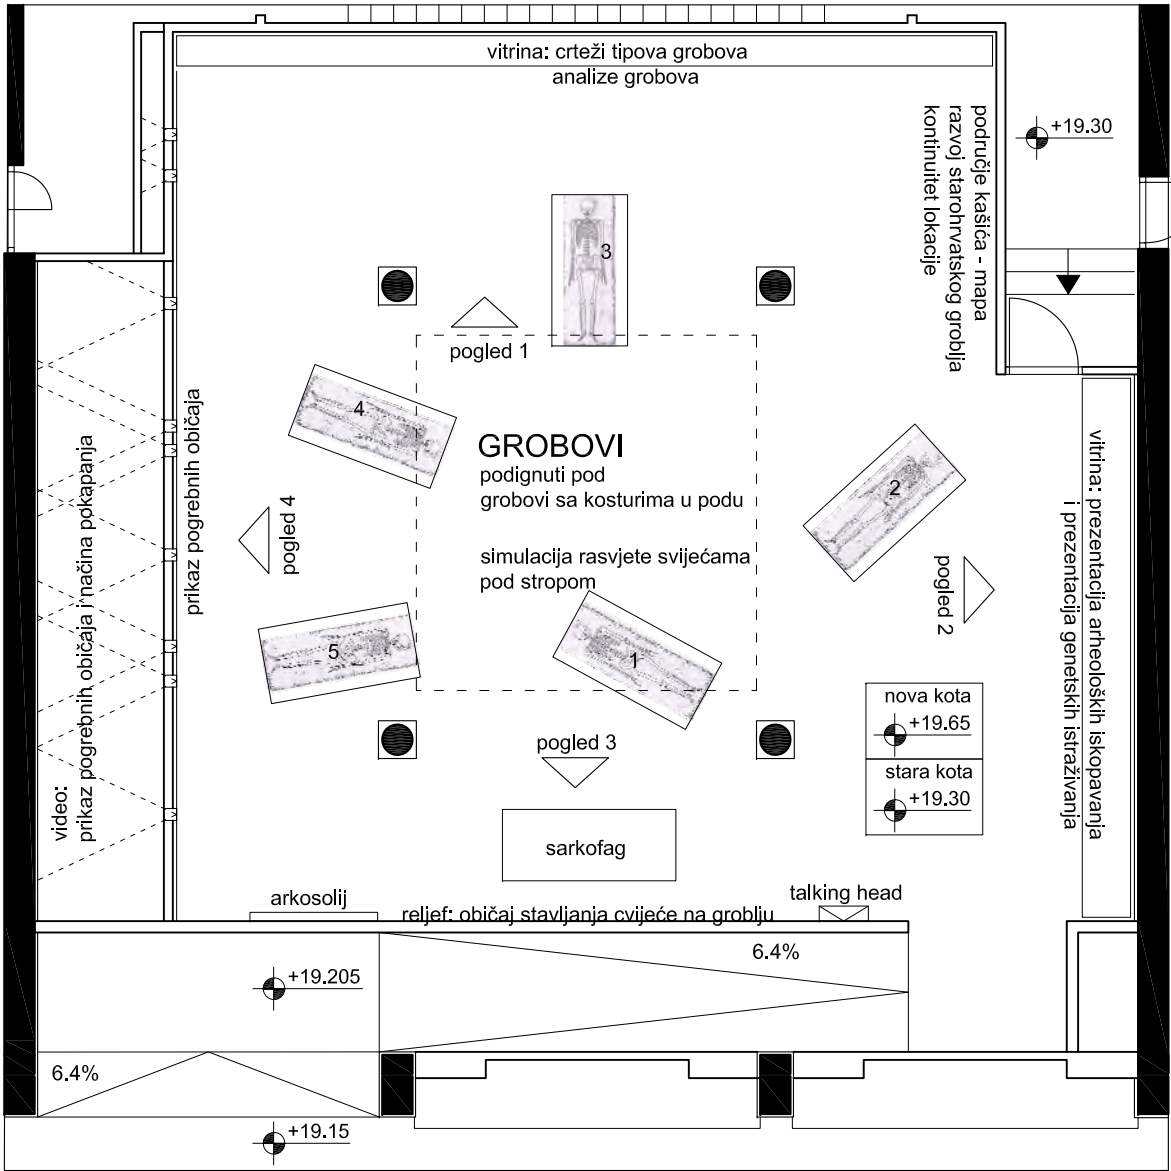 vitrina: crteži tipova grobova
analize grobova
područje kašića - mapa
razvoj starohrvatskog groblja
kontinuitet lokacije
+19.30
3
pogled 1
4
GROBOVI
podignuti pod
grobovi sa kosturima u podu
simulacija rasvjete svijećama
pod stropom
2
prikaz pogrebnih običaja
pogled 4
video:
prikaz pogrebnih običaja i načina pokapanja
vitrina: prezentacija arheoloških iskopavanja
i prezentacija genetskih istraživanja
pogled 2
5
1
nova kota
+19.65
stara kota
+19.30
pogled 3
sarkofag
arkosolij
reljef: običaj stavljanja cvijeće na groblju
talking head
6.4%
+19.205
6.4%
+19.15